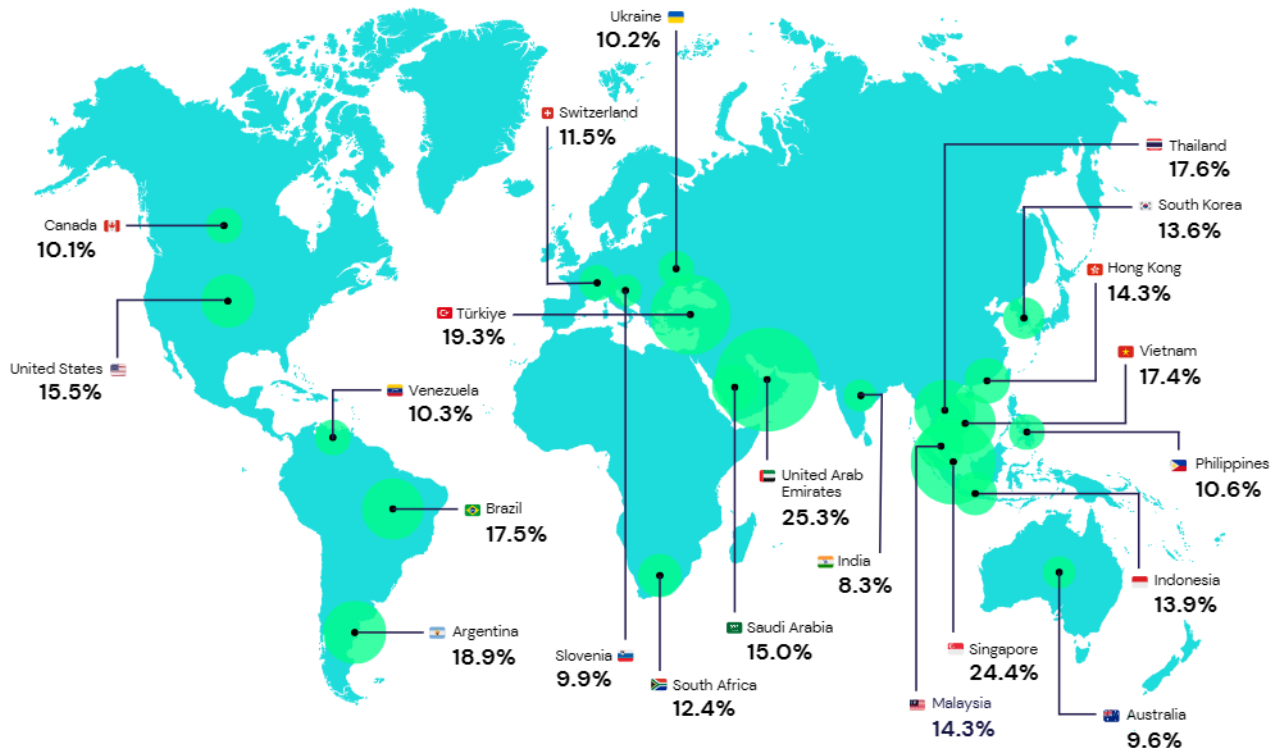 Ukraine
10.2%
Switzerland
11.5%
Thailand
17.6%
South Korea
13.6%
Canada
10.1%
Hong Kong
14.3%
Türkiye
19.3%
Vietnam
17.4%
United States
15.5%
Venezuela
10.3%
Philippines
10.6%
United Arab
Emirates
25.3%
Brazil
17.5%
India
8.3%
Indonesia
13.9%
Argentina
18.9%
Saudi Arabia
15.0%
Slovenia
9.9%
Singapore
24.4%
South Africa
12.4%
Malaysia
14.3%
Australia
9.6%